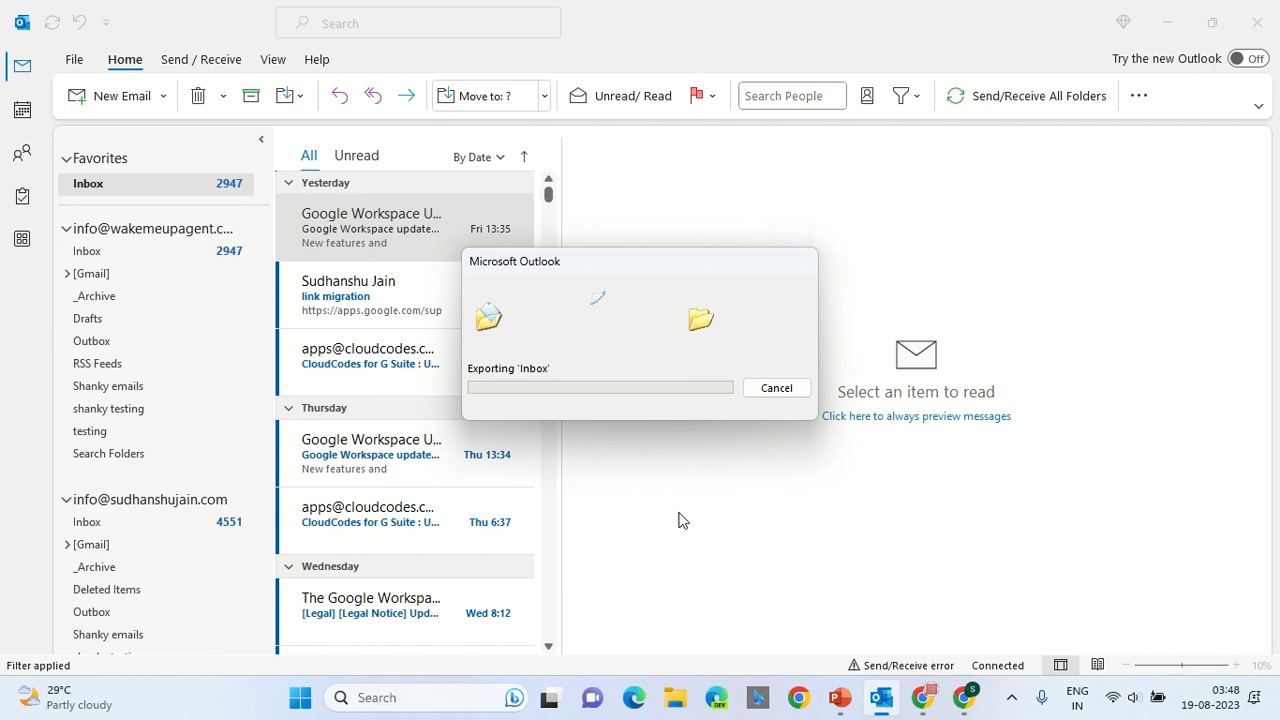 Search
File Home Send / Receive View Help
Try the new Outlook Off
New Email
Move to: ?
Unread/ Read
Search People
Send/Receive All Folders
Favorites
Inbox 2947
info@wakemeupagent.c...
Inbox 2947
[Gmail]
_Archive
Drafts
Outbox
RSS Feeds
Shanky emails
shanky testing
testing
Search Folders
info@sudhanshujain.com
Inbox 4551
[Gmail]
_Archive
Deleted Items
Outbox
Shanky emails
All Unread By Date
Yesterday
Google Workspace U...
Google Workspace update... Fri 13:35
New features and
Sudhanshu Jain
link migration
https://apps.google.com/sup
apps@cloudcodes.c...
CloudCodes for G Suite : U...
Thursday
Google Workspace U...
Google Workspace update... Thu 13:34
New features and
apps@cloudcodes.c...
CloudCodes for G Suite : U... Thu 6:37
Wednesday
The Google Workspa...
[Legal] [Legal Notice] Upd... Wed 8:12
Microsoft Outlook
Exporting 'Inbox'
Cancel
Select an item to read
Click here to always preview messages
Filter applied
Send/Receive error
Connected
10%
29°C
Partly cloudy
Search
DEV
S
ENG
IN
03:48
19-08-2023